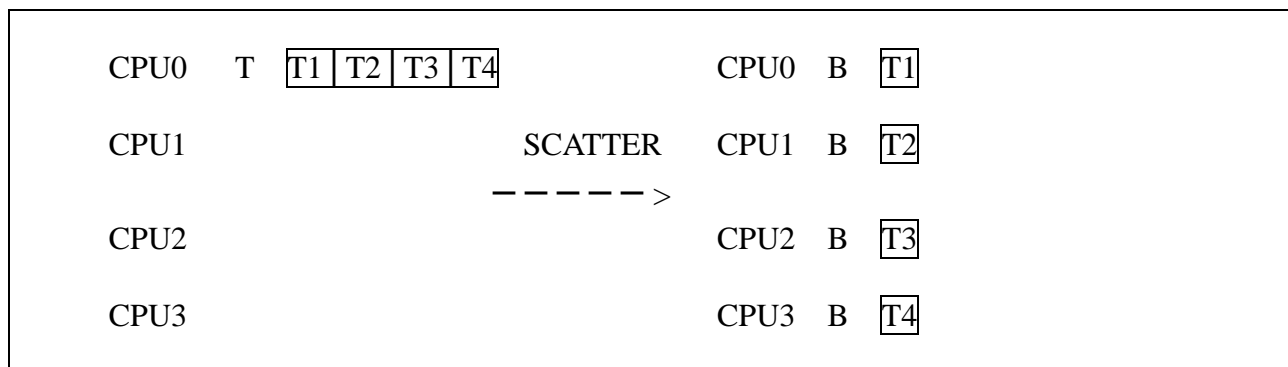 CPU0 T T1 T2 T3 T4 CPU0 B T1
CPU1 SCATTER CPU1 B T2
----->
CPU2 CPU2 B T3
CPU3 CPU3 B T4